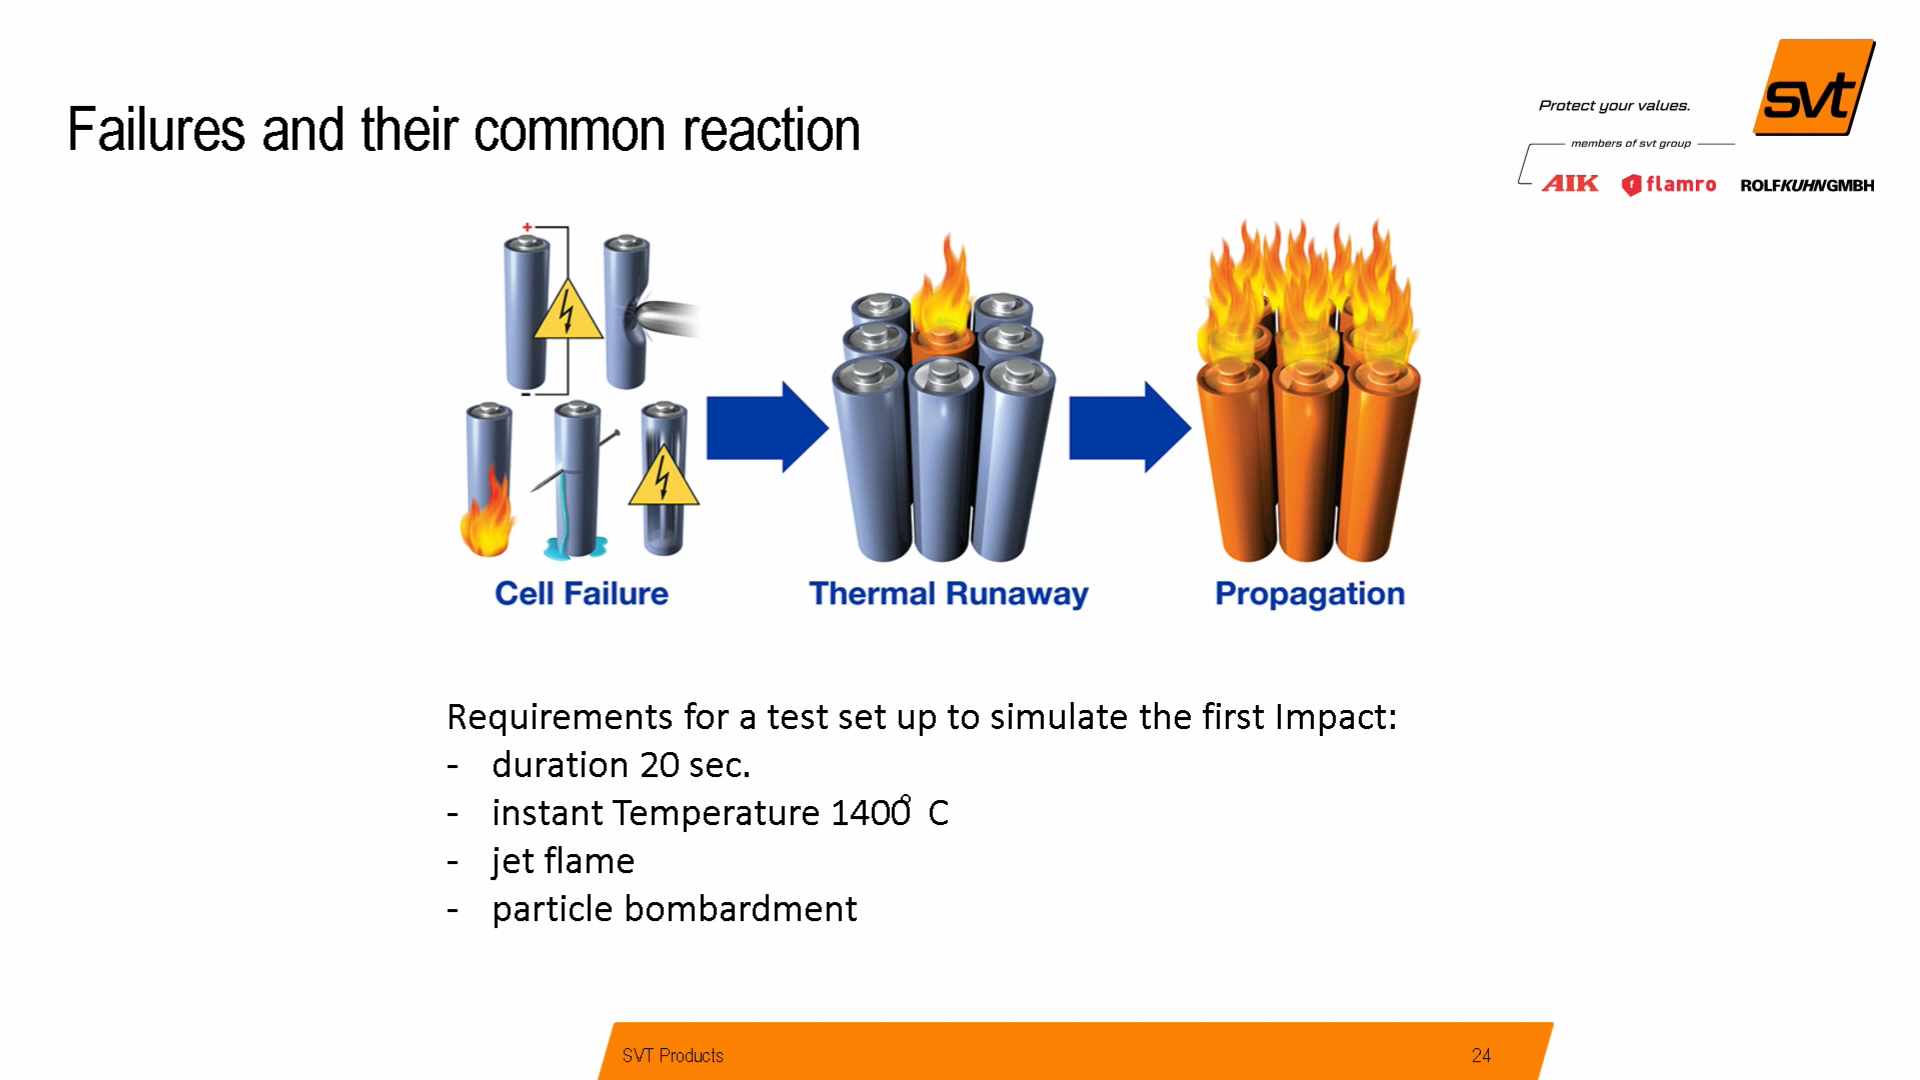 Failures and their common reaction
Protect your values.
svt
members of svt group
AIK flamro ROLFKUHNGMBH
+
-
Cell Failure
Thermal Runaway
Propagation
Requirements for a test set up to simulate the first Impact:
- duration 20 sec.
- instant Temperature 1400° C
- jet flame
- particle bombardment
SVT Products
24